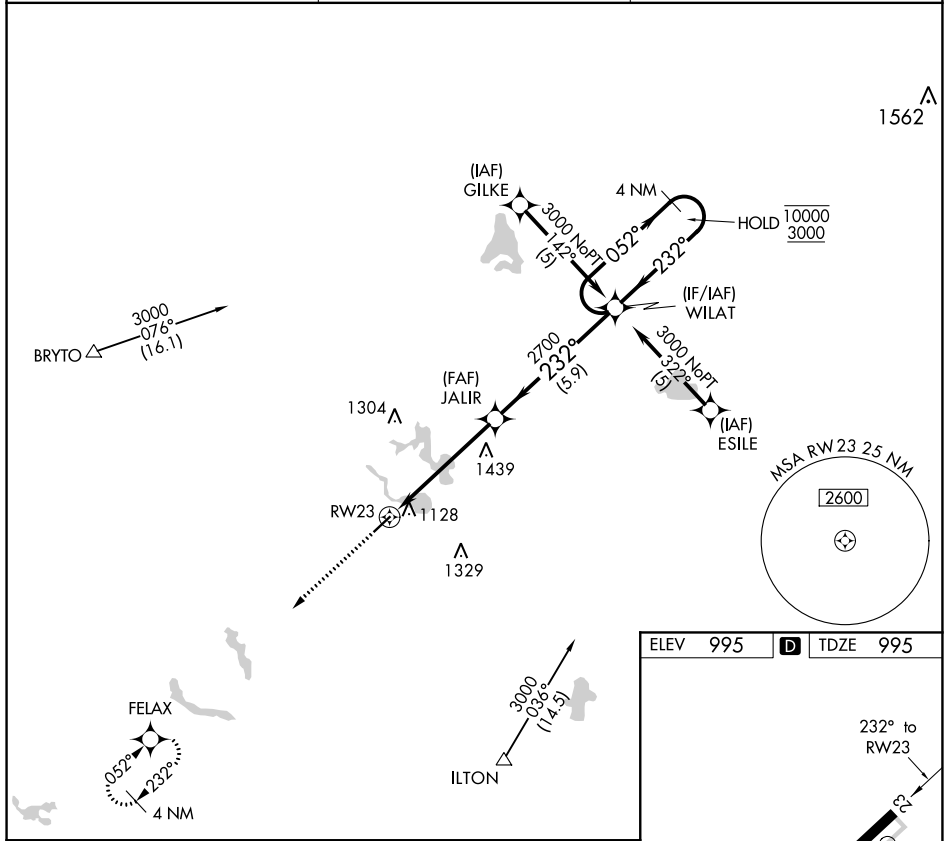 1562
(IAF)
GILKE
4 NM
HOLD 10000
3000
3000 NoPT
142°
(5)
052°
232°
(IF/IAF)
WILAT
3000
076°
(16.1)
BRYTO
2700
232°
(5.9)
3000 NoPT
322°
(5)
(FAF)
JALIR
(IAF)
ESILE
1304
1439
MSA RW 23 25 NM
2600
RW23
1128
1329
ELEV 995 D TDZE 995
3000
036°
(14.5)
ILTON
FELAX
052°
232°
4 NM
232° to
RW23
23